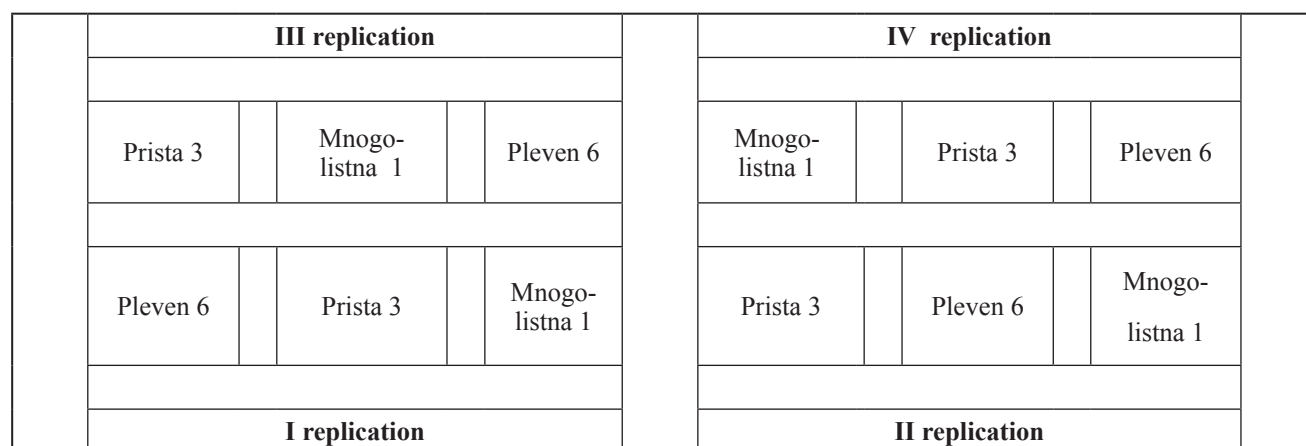 III replication
IV replication
Prista 3
Mnogo-
listna 1
Pleven 6
Mnogo-
listna 1
Prista 3
Pleven 6
Pleven 6
Prista 3
Mnogo-
listna 1
Prista 3
Pleven 6
Mnogo-
listna 1
I replication
II replication